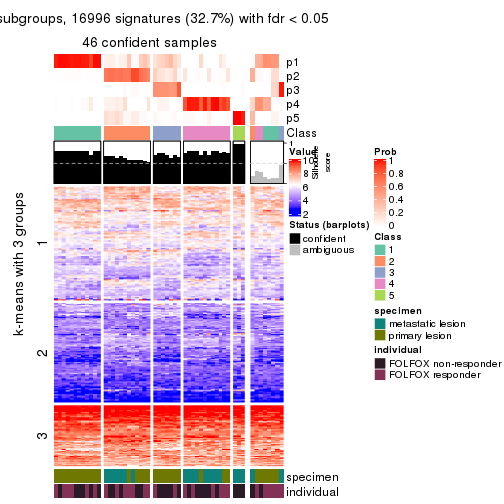 subgroups, 16996 signatures (32.7%) with fdr < 0.05
46 confident samples
p1
p2
p3
p4
p5
Class
1
Silhouette
score
k-means with 3 groups
1
2
3
specimen
individual
Value
10
8
6
4
2
Status (barplots)
confident
ambiguous
Prob
1
0.8
0.6
0.4
0.2
0
Class
1
2
3
4
5
specimen
metastatic lesion
primary lesion
individual
FOLFOX non-responder
FOLFOX responder